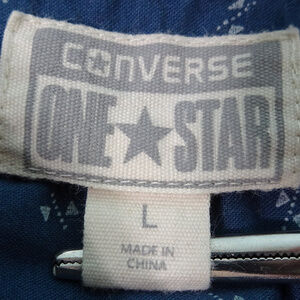 CONVERSE
ONE ★ STAR
L
MADE IN
CHINA